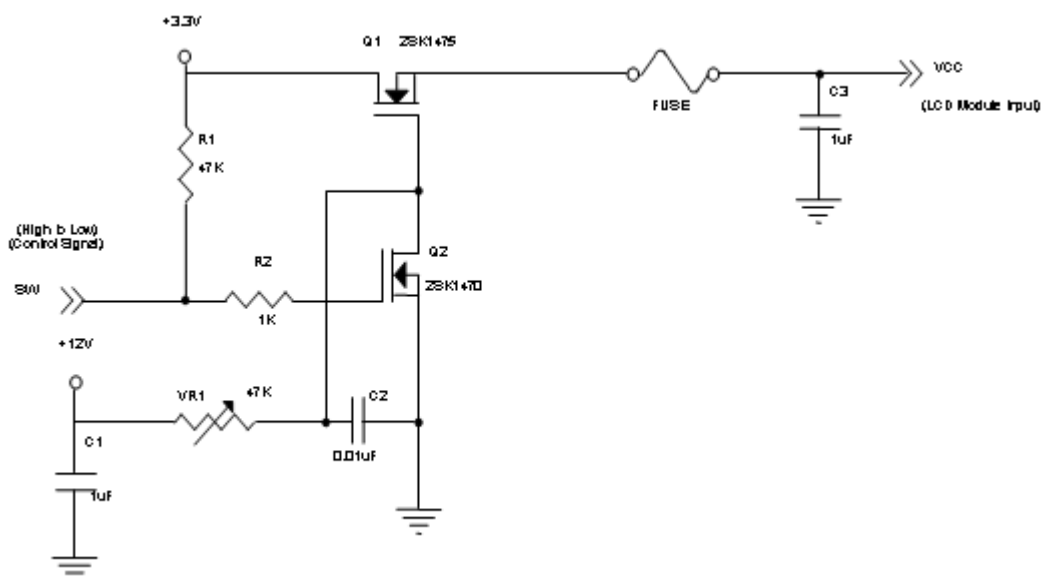 +3.3V
Q1 2SK1475
VCC
(LCD Module Input)
FUSE
C3
1uF
R1
47K
(High to Low)
(Control Signal)
SW
R2
1K
Q2
2SK1470
+12V
VR1
47K
C2
0.01uF
C1
1uF